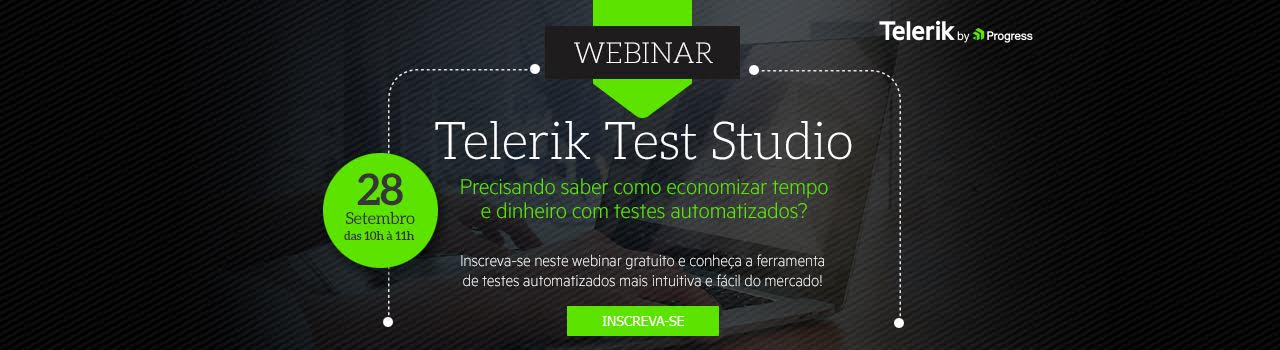 Telerik by Progress
WEBINAR
Telerik Test Studio
Precisando saber como economizar tempo
e dinheiro com testes automatizados?
28
Setembro
das 10h à 11h
Inscreva-se neste webinar gratuito e conheça a ferramenta
de testes automatizados mais intuitiva e fácil do mercado!
INSCREVA-SE